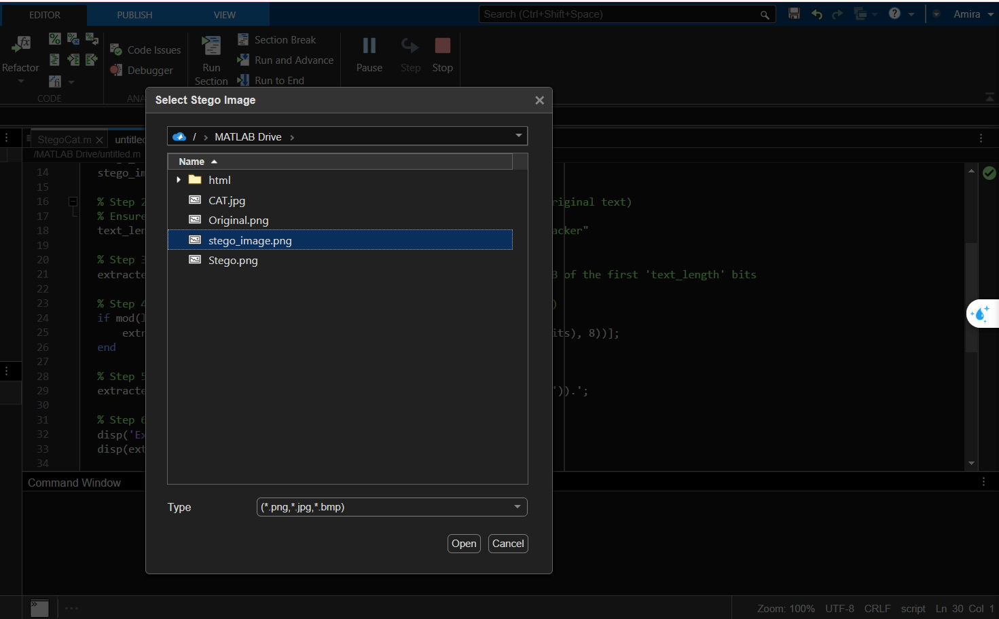 EDITOR PUBLISH VIEW Search (Ctrl+Shift+Space) ? Amira
fx % % %
Refactor
fi
CODE
Code Issues
Debugger
ANA
Run
Section
Section Break
Run and Advance
Run to End
Pause Step Stop
Select Stego Image
/ MATLAB Drive
Name
html
CAT.jpg
Original.png
stego_image.png
Stego.png
Type (*.png,*.jpg,*.bmp)
Open Cancel
StegoCat.m untitled
/MATLAB Drive/untitled.m
14 stego_im
15
16 % Step 2 riginal text)
17 % Ensure
18 text_len acker"
19
20 % Step 3
21 extracte B of the first 'text_length' bits
22
23 % Step 4 )
24 if mod(l
25 extr its), 8))];
26 end
27
28 % Step 5
29 extracte ')).';
30
31 % Step 6
32 disp('Ex
33 disp(ext
34
Command Window
Zoom: 100% UTF-8 CRLF script Ln 30 Col 1